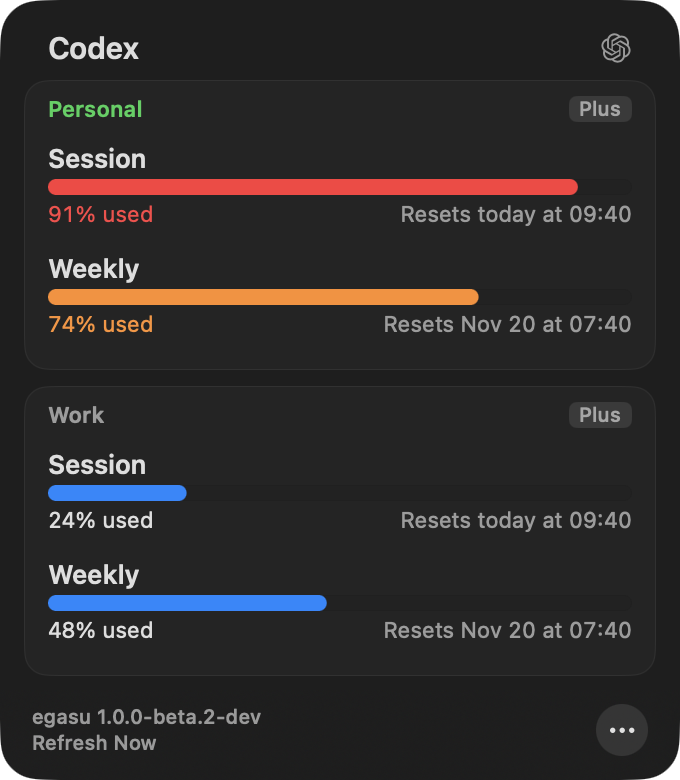 Codex
Personal Plus
Session
91% used Resets today at 09:40
Weekly
74% used Resets Nov 20 at 07:40
Work Plus
Session
24% used Resets today at 09:40
Weekly
48% used Resets Nov 20 at 07:40
egasu 1.0.0-beta.2-dev
Refresh Now